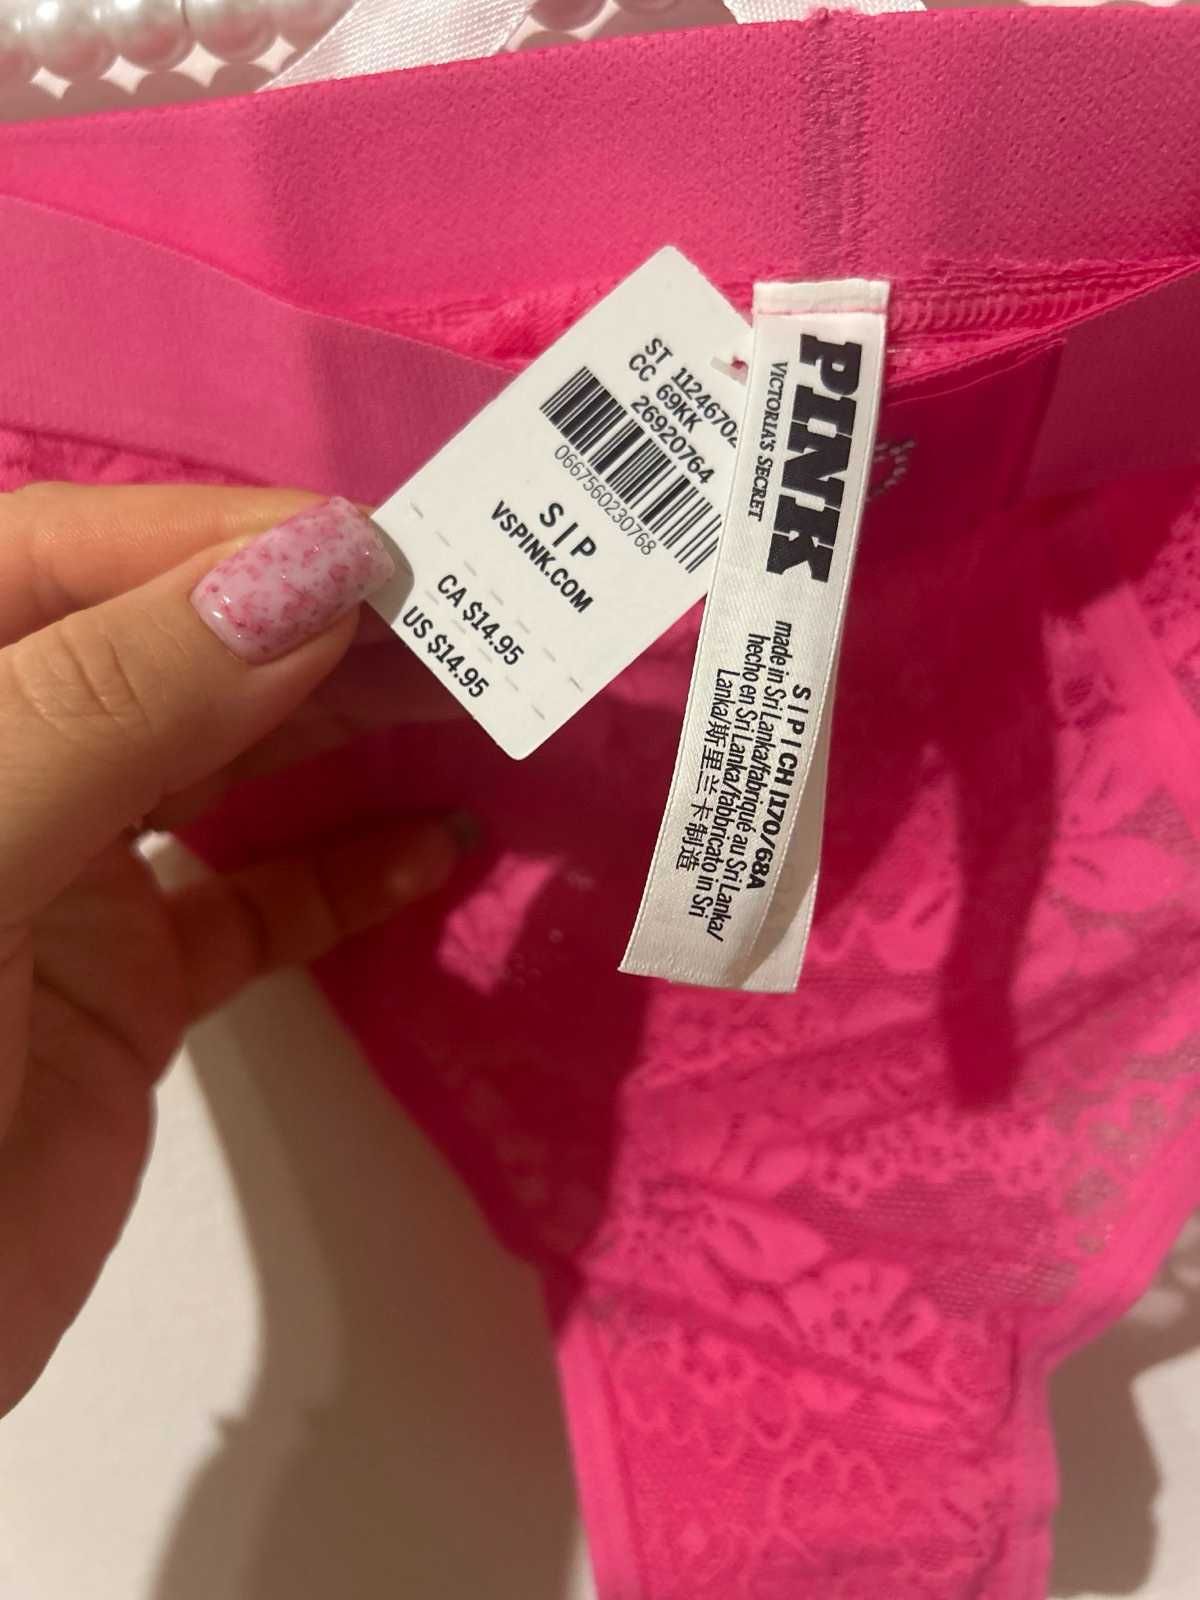 ST 11246702
CC 69KK
26920764
0667560230768
S | P
VSPINK.COM
CA $14.95
US $14.95
PINK
VICTORIA'S SECRET
S | P | CH |170/68A
made in Sri Lanka/fabriqué au Sri Lanka/
hecho en Sri Lanka/fabbricato in Sri
Lanka/斯里兰卡制造